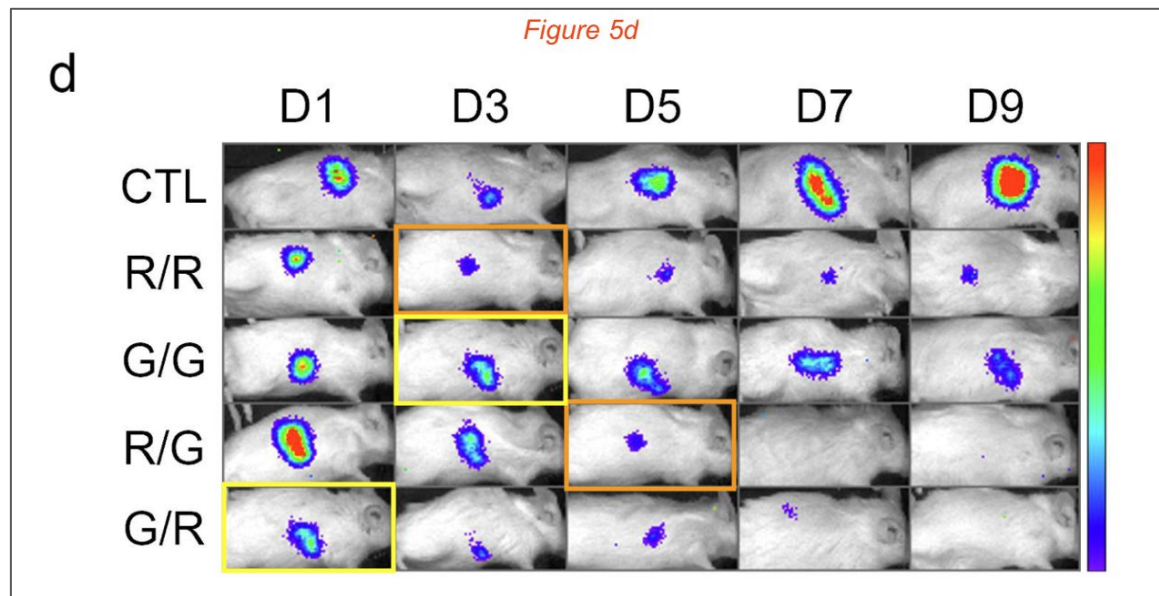 Figure 5d
d
D1 D3 D5 D7 D9
CTL
R/R
G/G
R/G
G/R